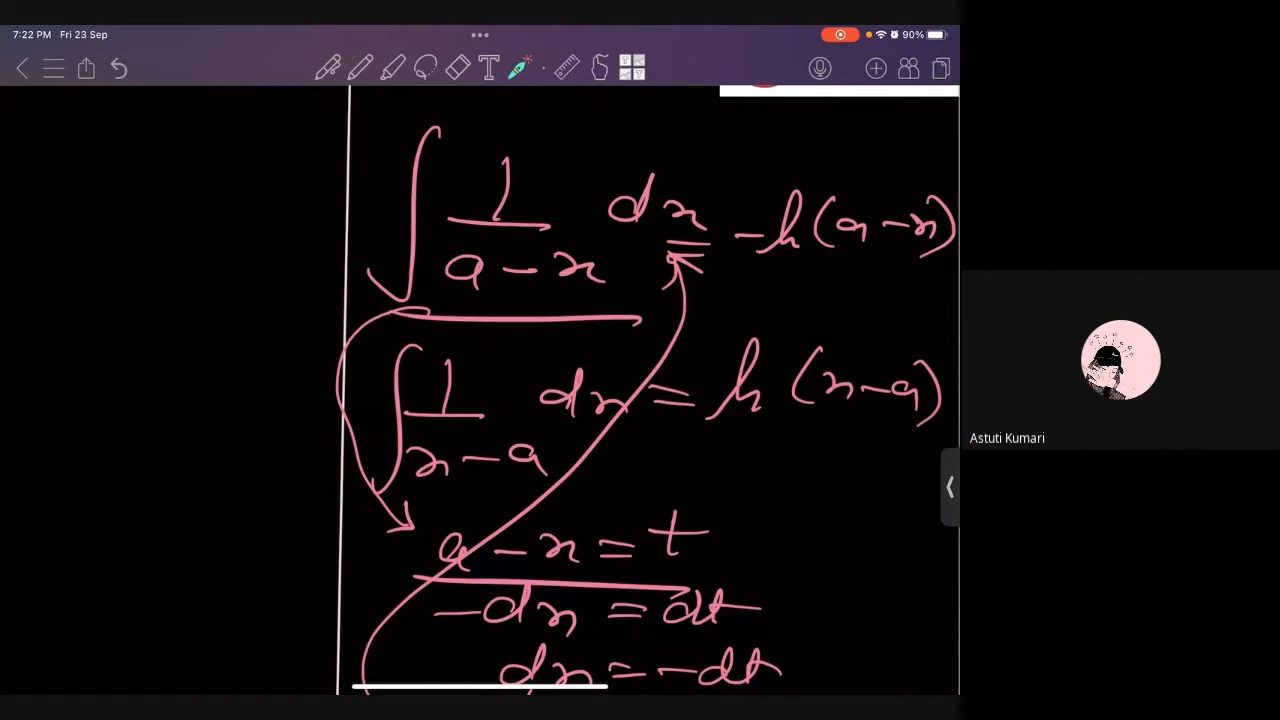 7:22 PM Fri 23 Sep
90%
∫ 1/(a-x) dx = -ln(a-x)
∫ 1/(x-a) dx = ln(x-a)
a-x=t
-dx=dt
dx=-dt
Astuti Kumari